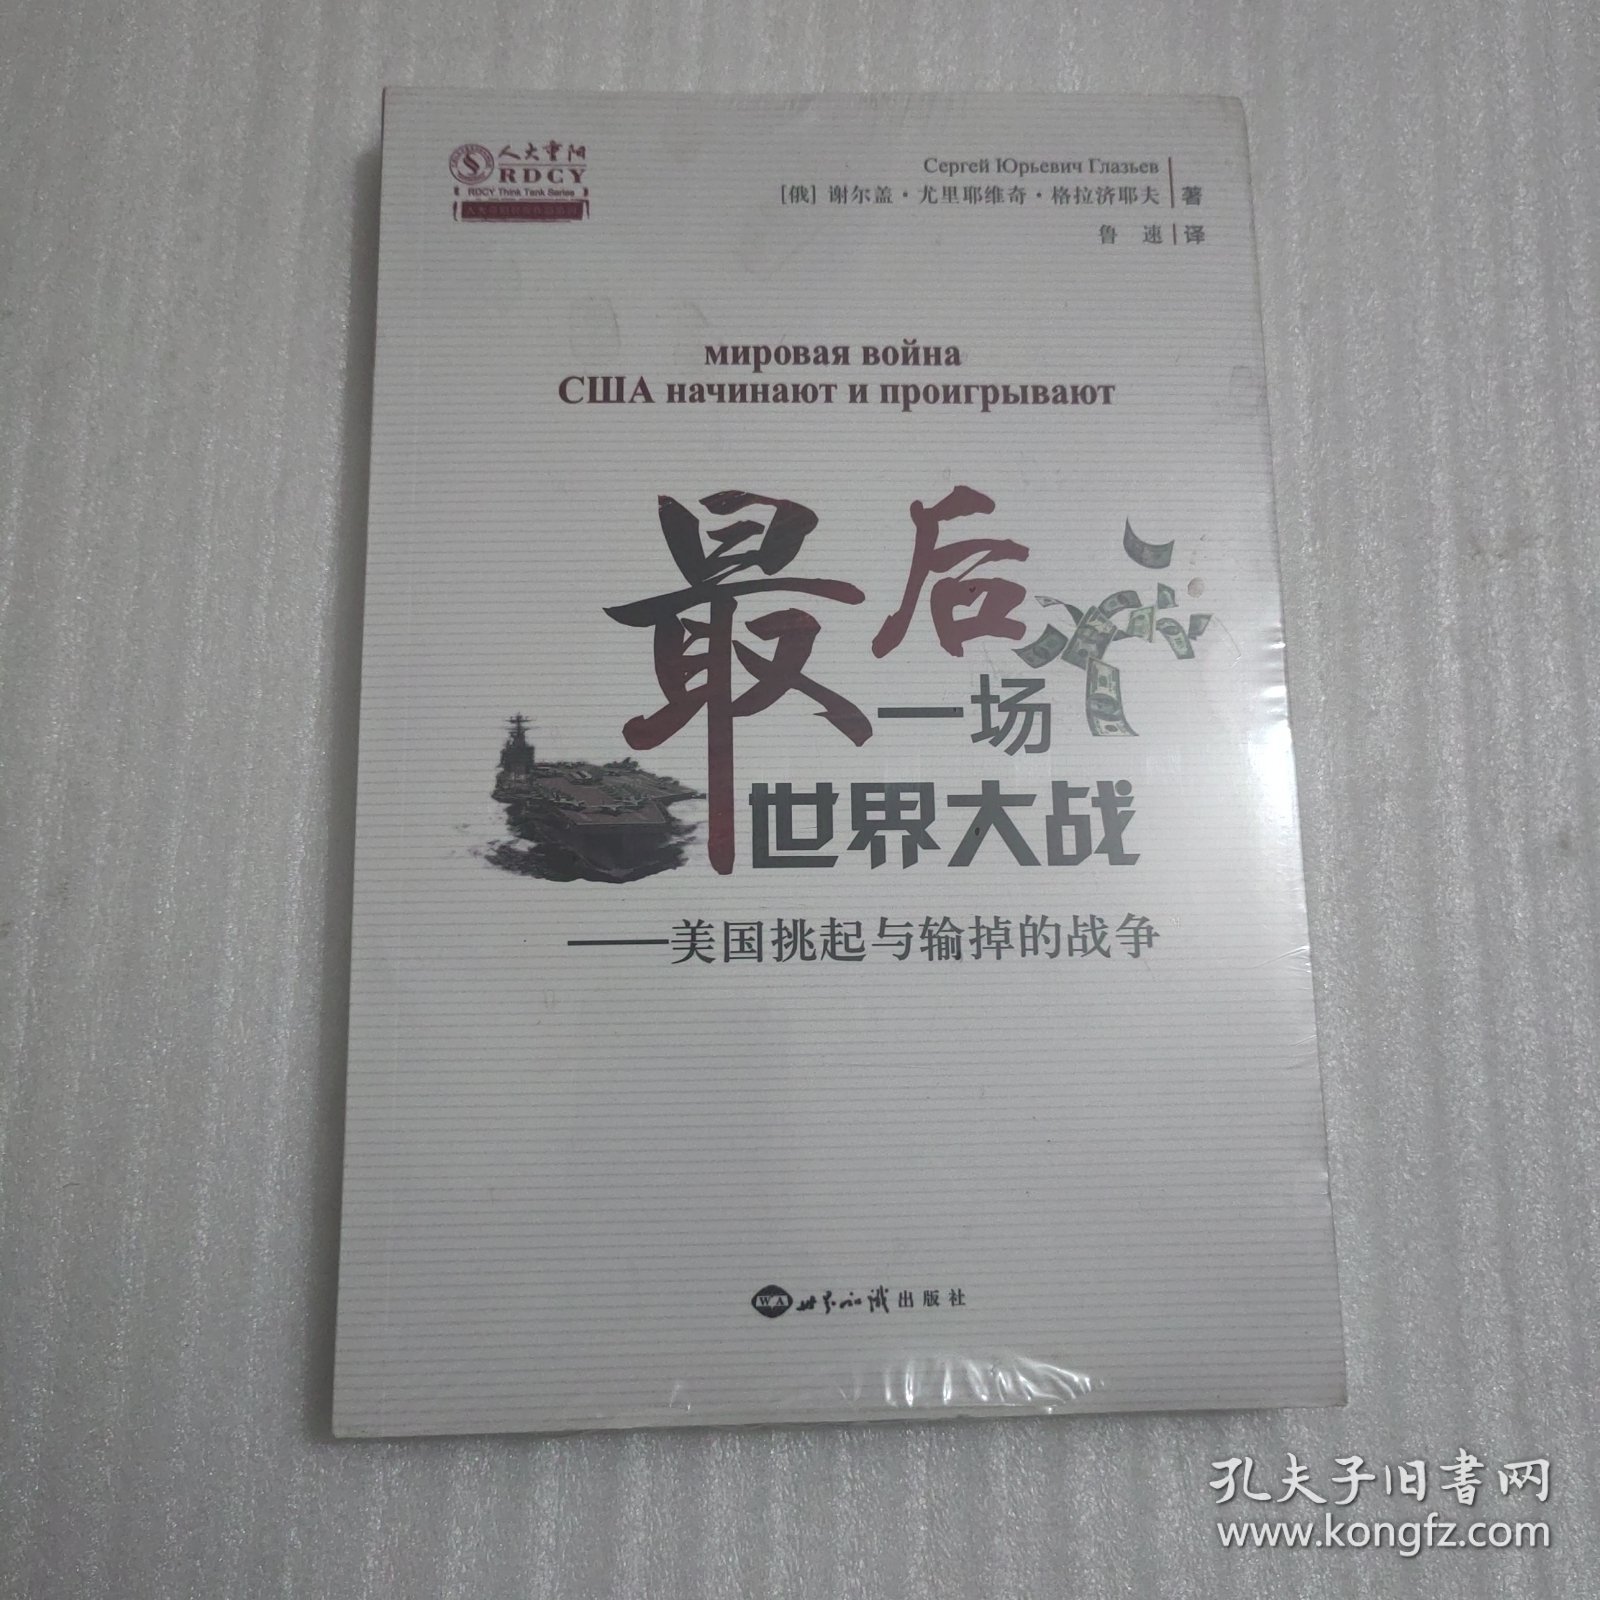 人大重阳
RDCY
RDCY Think Tank Series
Сергей Юрьевич Глазьев
[俄] 谢尔盖·尤里耶维奇·格拉济耶夫 著
鲁 速 译
мировая война
США начинают и проигрывают
最后
一场
世界大战
——美国挑起与输掉的战争
WA 世界知识出版社
孔夫子旧书网
www.kongfz.com